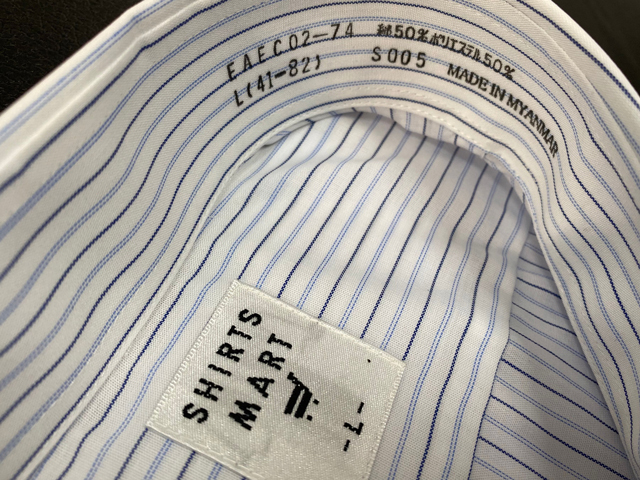 EAEC02-74 綿50% ポリエステル50%
L(41-82) S005 MADE IN MYANMAR
SHIRTS
MART
-L-